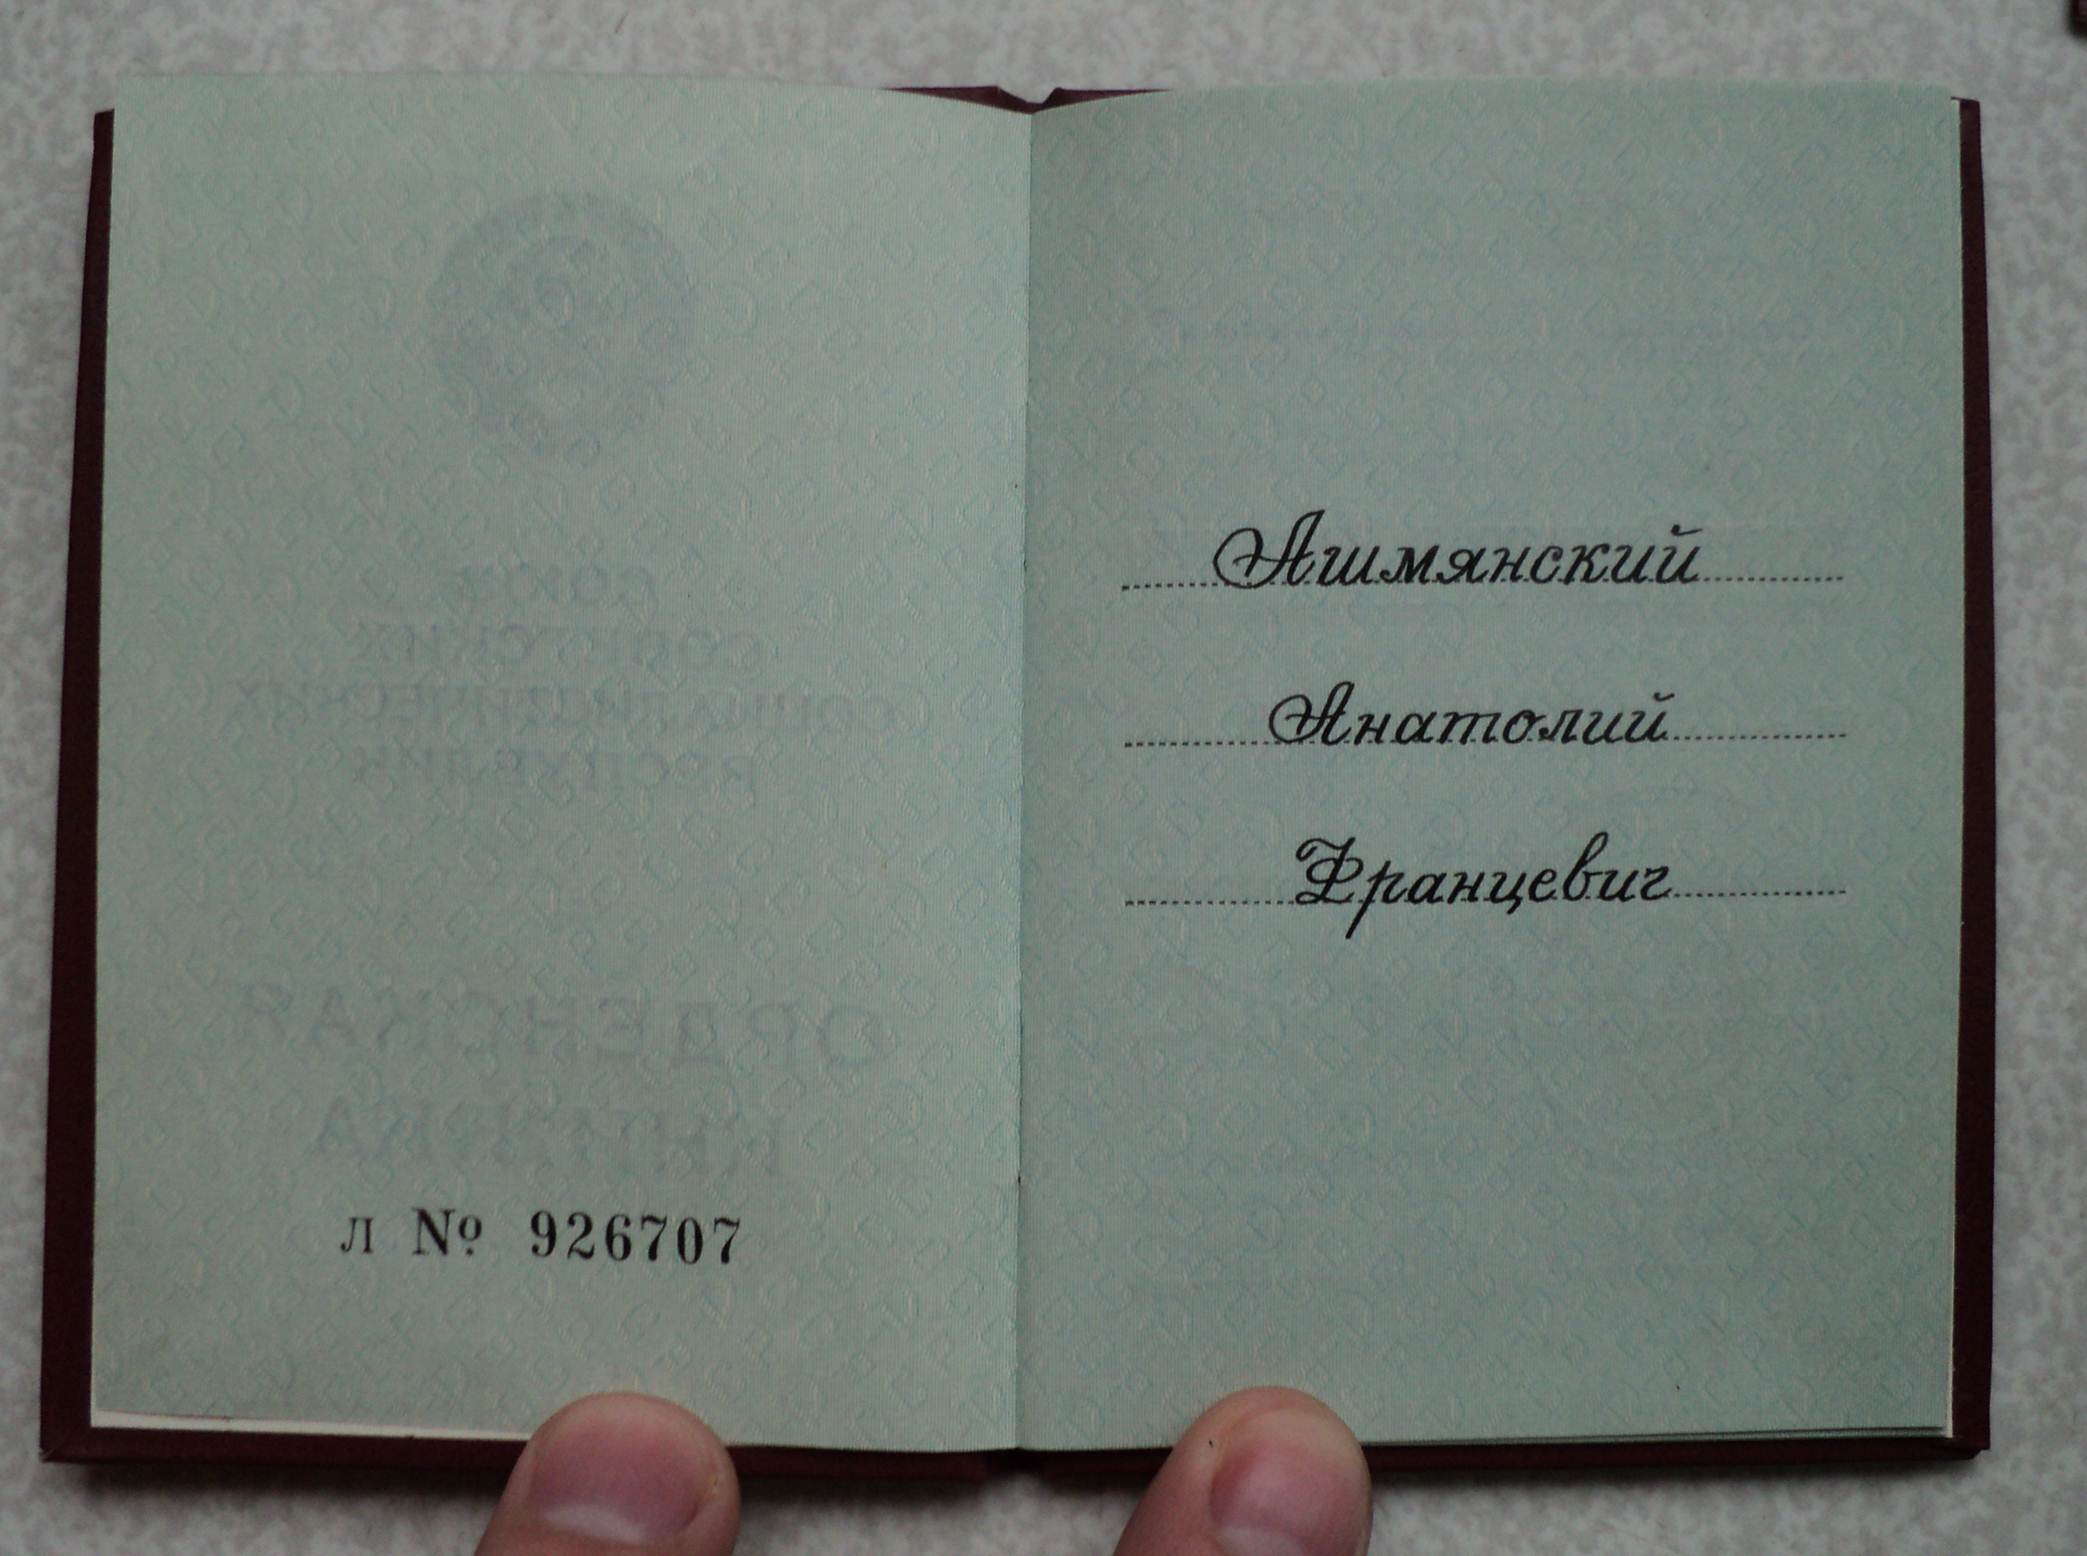 Л № 926707
Ашмянский
Анатолий
Францевич